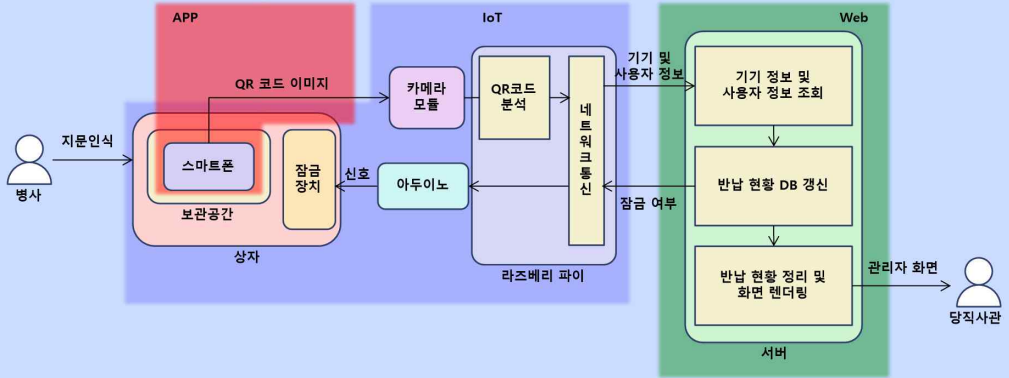 APP
IoT
Web
QR 코드 이미지
카메라
모듈
QR코드
분석
네트워크통신
기기 및
사용자 정보
기기 정보 및
사용자 정보 조회
지문인식
병사
스마트폰
보관공간
잠금
장치
상자
신호
아두이노
라즈베리 파이
잠금 여부
반납 현황 DB 갱신
반납 현황 정리 및
화면 렌더링
서버
관리자 화면
당직사관